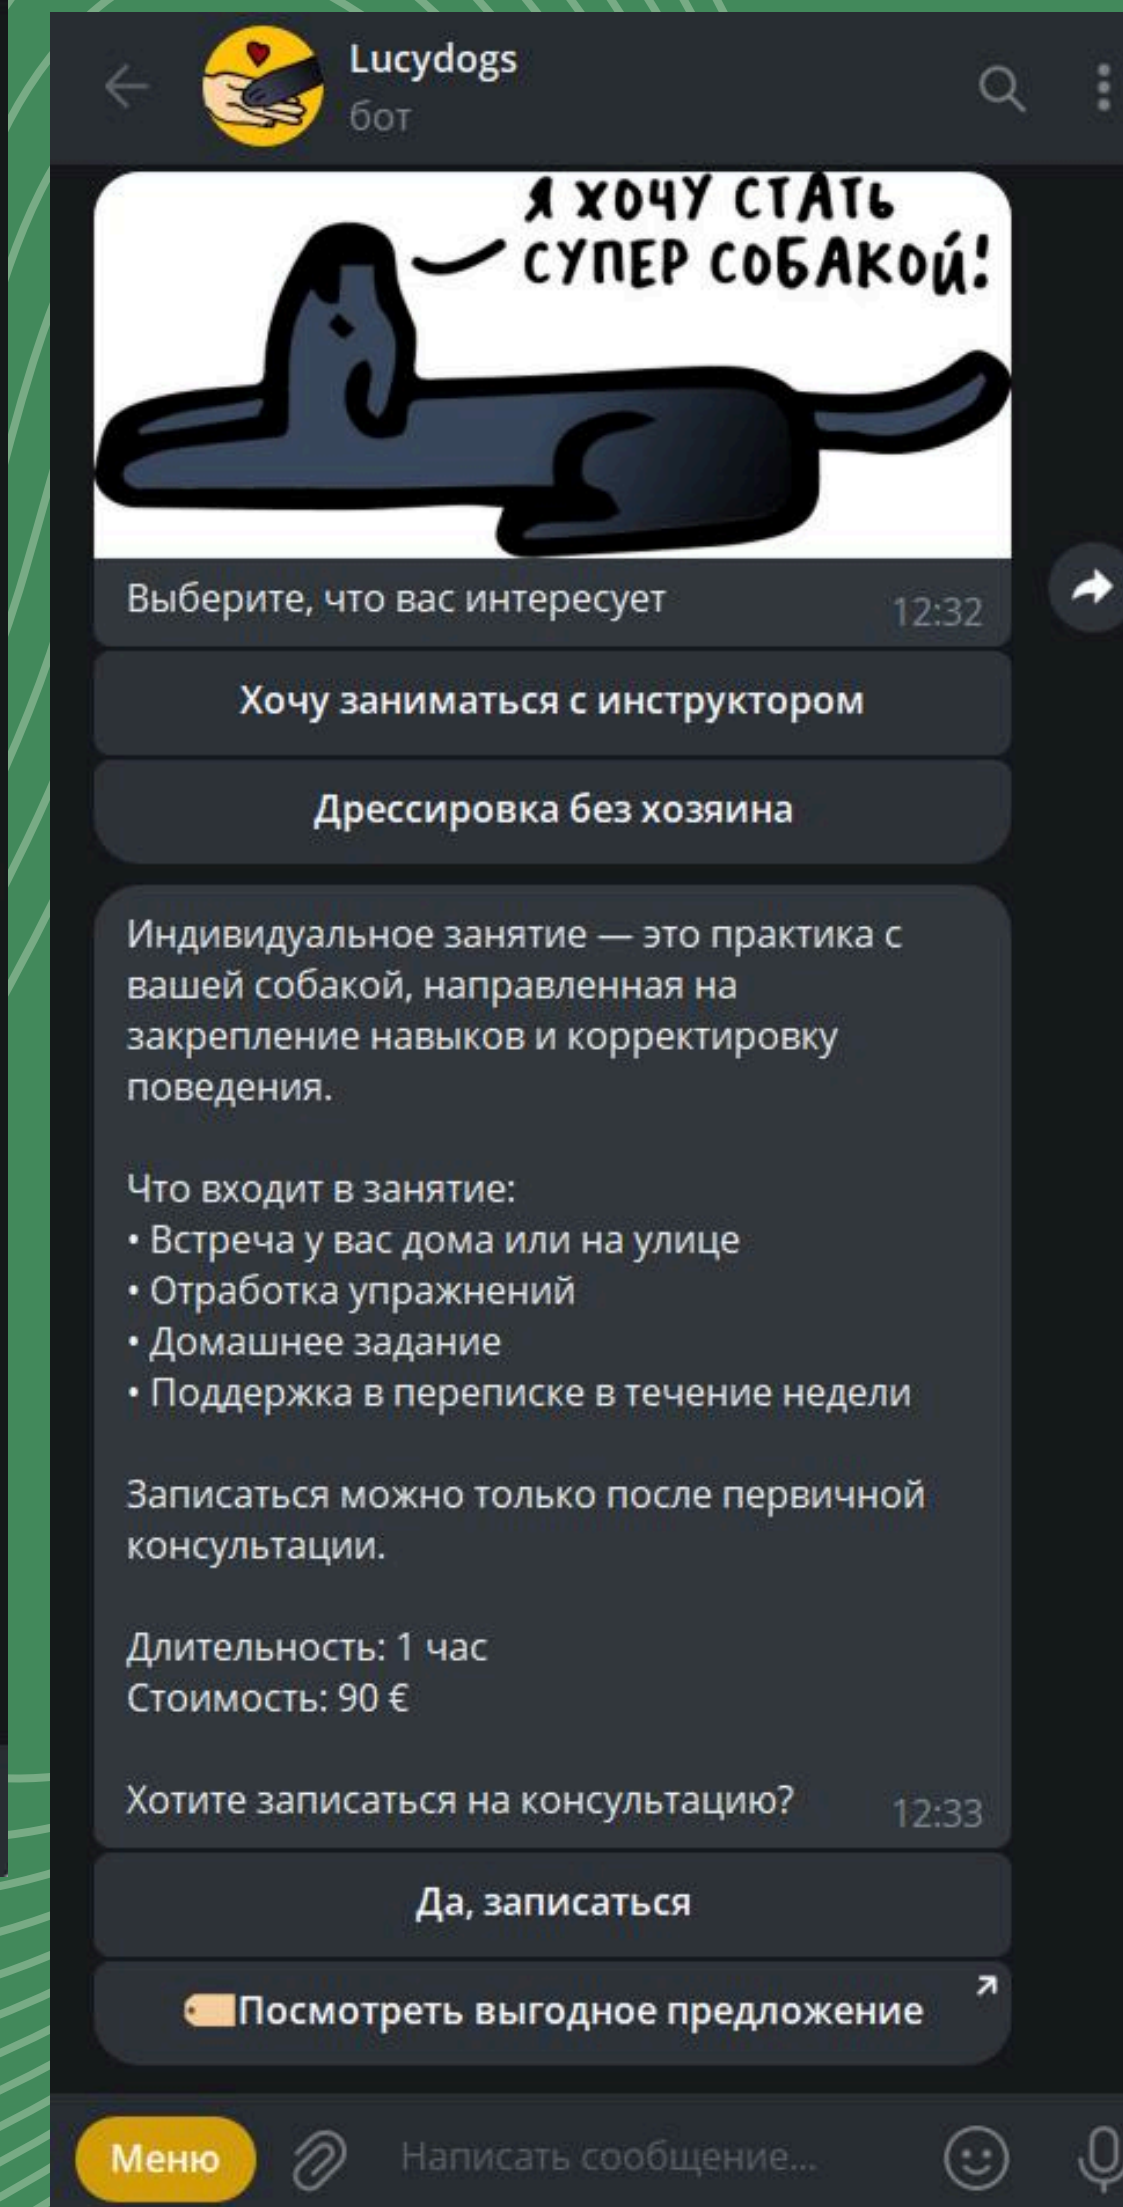 Lucydogs
бот
Я ХОЧУ СТАТЬ
СУПЕР СОБАКОЙ!
Выберите, что вас интересует
12:32
Хочу заниматься с инструктором
Дрессировка без хозяина
Индивидуальное занятие — это практика с
вашей собакой, направленная на
закрепление навыков и корректировку
поведения.
Что входит в занятие:
• Встреча у вас дома или на улице
• Отработка упражнений
• Домашнее задание
• Поддержка в переписке в течение недели
Записаться можно только после первичной
консультации.
Длительность: 1 час
Стоимость: 90 €
Хотите записаться на консультацию?
12:33
Да, записаться
Посмотреть выгодное предложение
Меню
Написать сообщение...